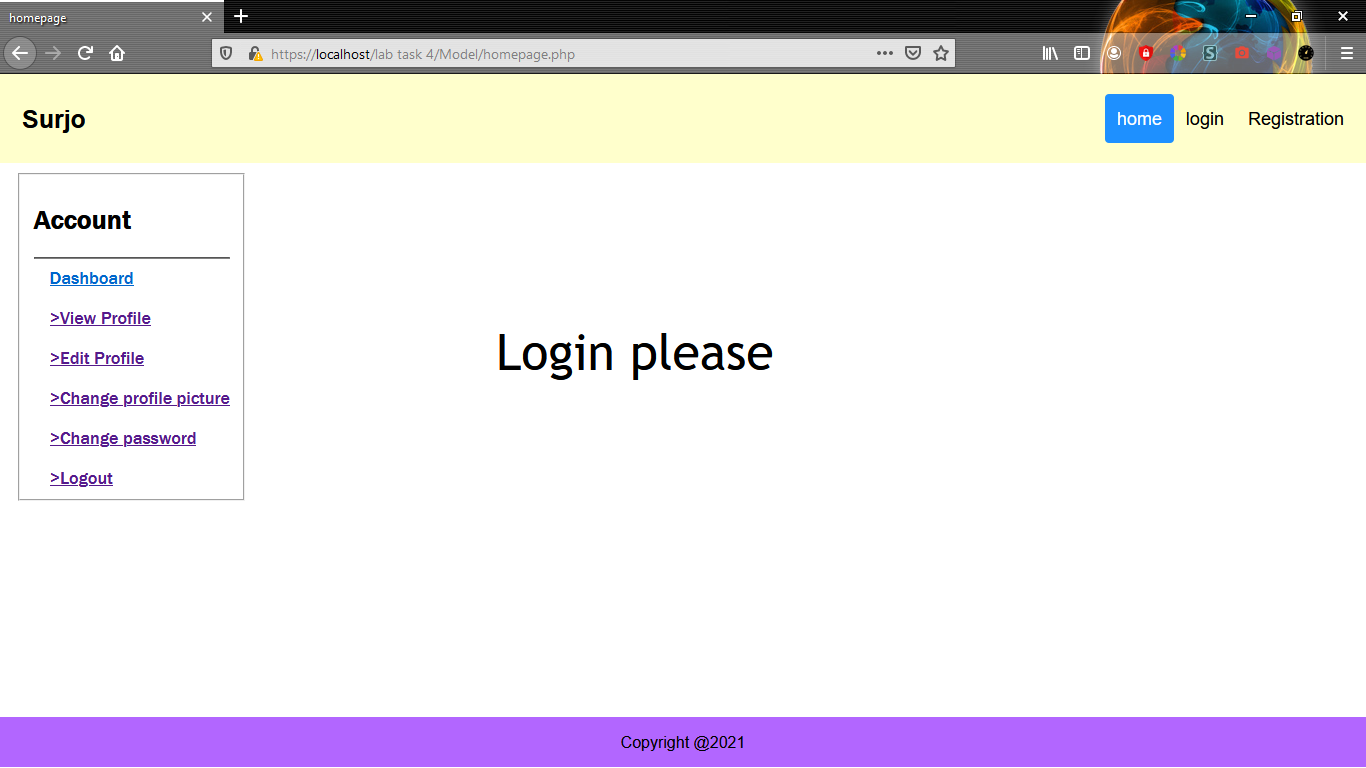 homepage
https://localhost/lab task 4/Model/homepage.php
Surjo
home login Registration
Account
Dashboard
>View Profile
>Edit Profile
>Change profile picture
>Change password
>Logout
Login please
Copyright @2021